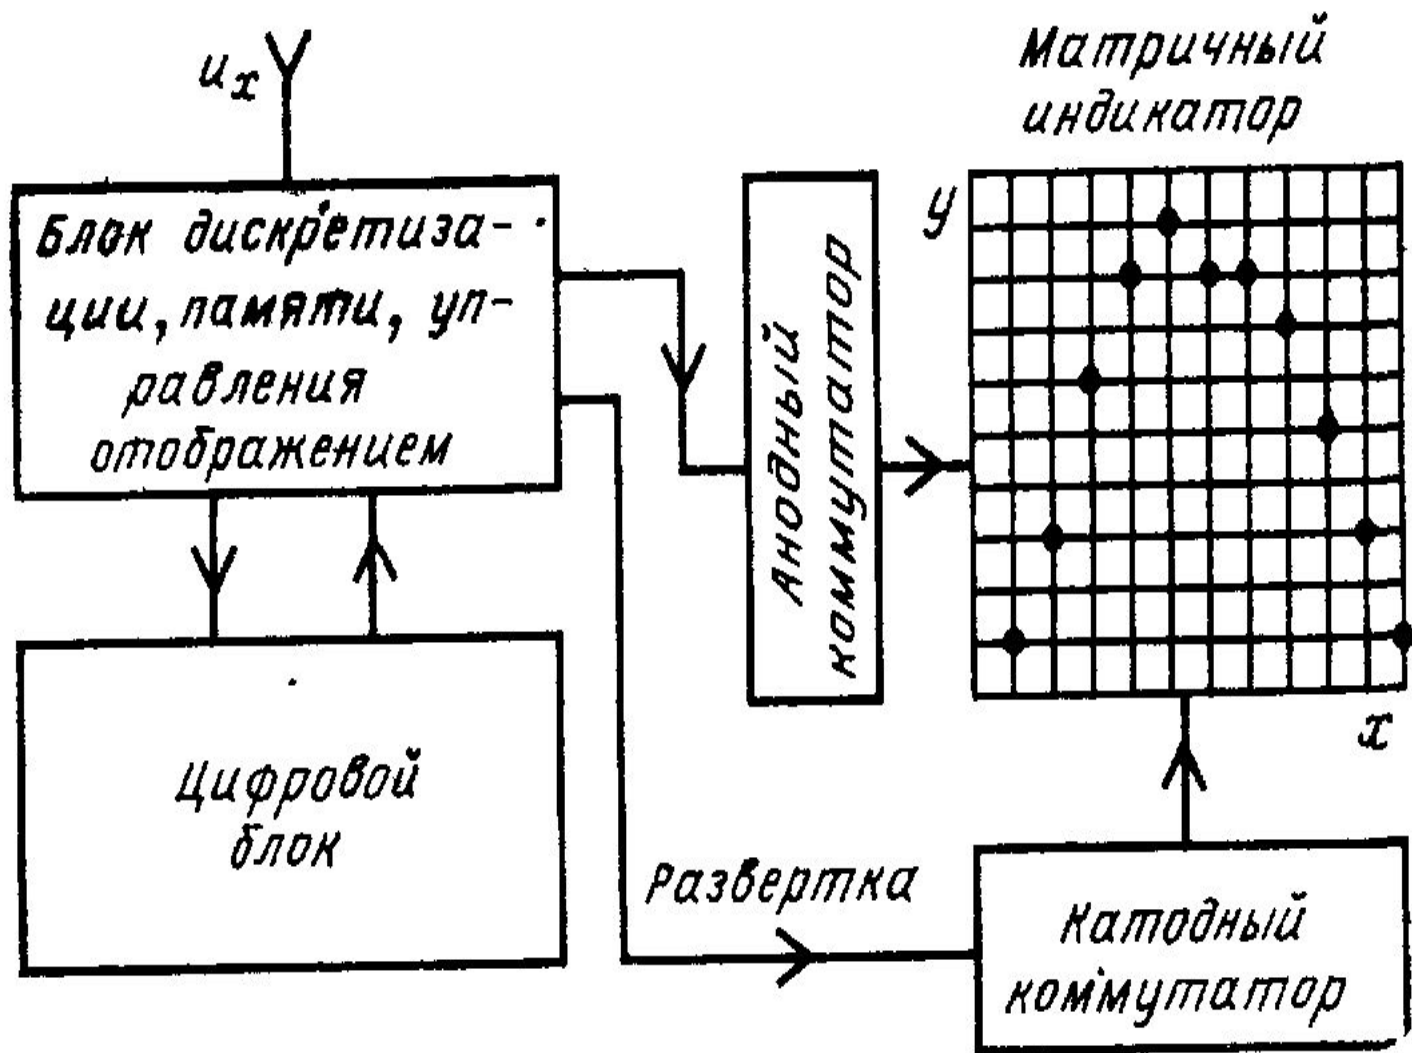 u_x
Блок дискретиза-
ции, памяти, уп-
равления
отображением
Цифровой
блок
Анодный
коммутатор
Матричный
индикатор
y
x
Развертка
Катодный
коммутатор